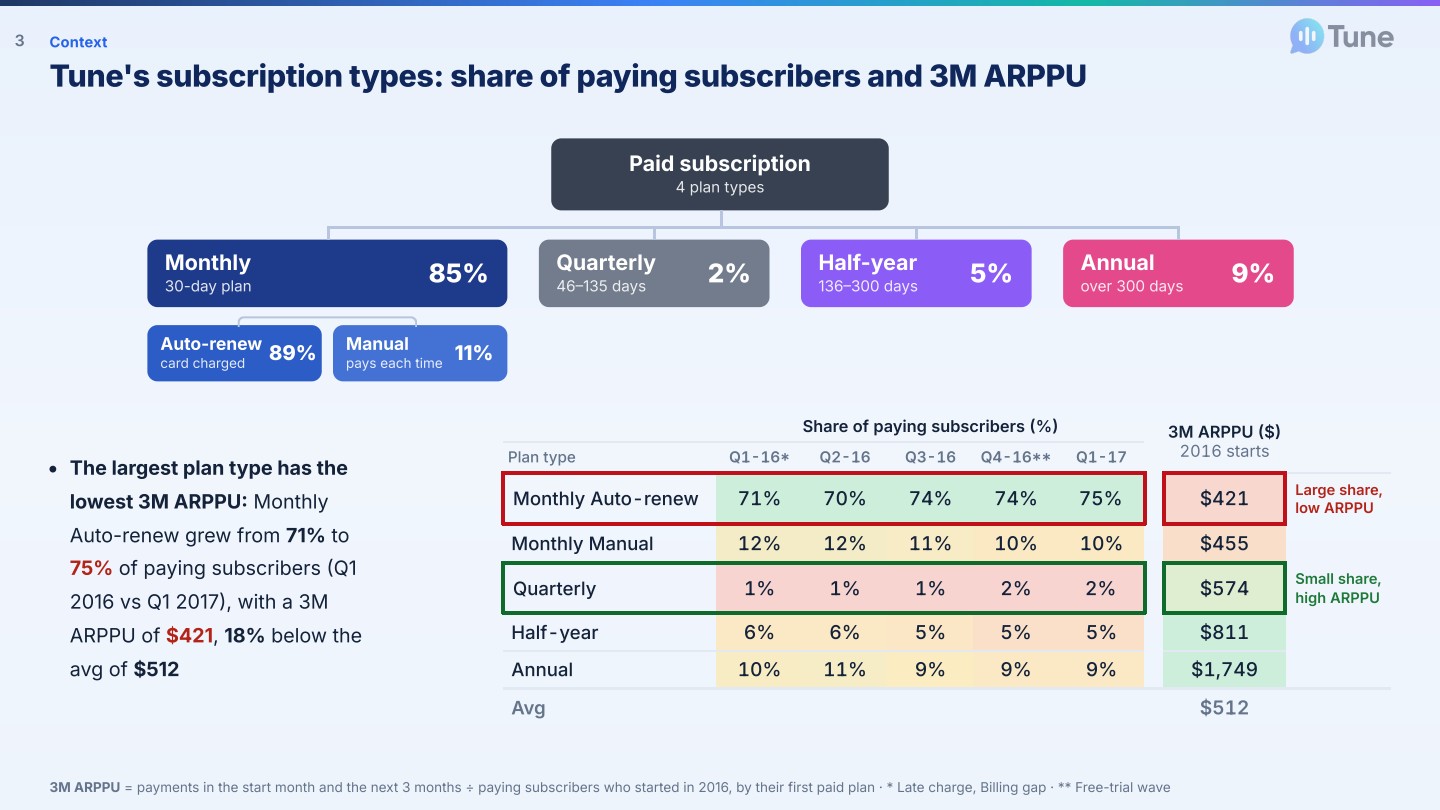 3
Context
Tune
Tune's subscription types: share of paying subscribers and 3M ARPPU
Paid subscription
4 plan types
Monthly
30-day plan
85%
Quarterly
46–135 days
2%
Half-year
136–300 days
5%
Annual
over 300 days
9%
Auto-renew
card charged
89%
Manual
pays each time
11%
• The largest plan type has the
lowest 3M ARPPU: Monthly
Auto-renew grew from 71% to
75% of paying subscribers (Q1
2016 vs Q1 2017), with a 3M
ARPPU of $421, 18% below the
avg of $512
Share of paying subscribers (%)
3M ARPPU ($)
2016 starts
Plan type Q1-16* Q2-16 Q3-16 Q4-16** Q1-17
Monthly Auto-renew 71% 70% 74% 74% 75% $421
Large share,
low ARPPU
Monthly Manual 12% 12% 11% 10% 10% $455
Quarterly 1% 1% 1% 2% 2% $574
Small share,
high ARPPU
Half-year 6% 6% 5% 5% 5% $811
Annual 10% 11% 9% 9% 9% $1,749
Avg $512
3M ARPPU = payments in the start month and the next 3 months ÷ paying subscribers who started in 2016, by their first paid plan · * Late charge, Billing gap · ** Free-trial wave